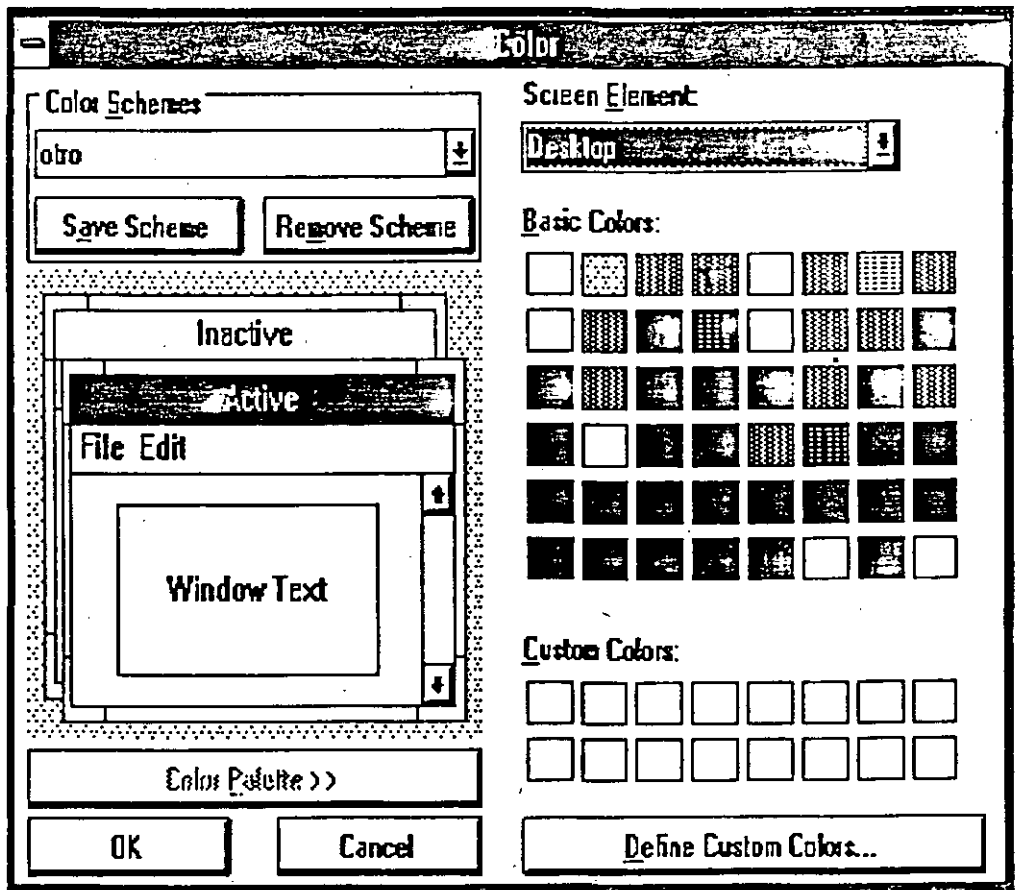 Color
Color Schemes
otro
Save Scheme
Remove Scheme
Inactive
Active
File Edit
Window Text
Color Palette >>
OK
Cancel
Screen Element:
Desktop
Basic Colors:
Custom Colors:
Define Custom Colors...